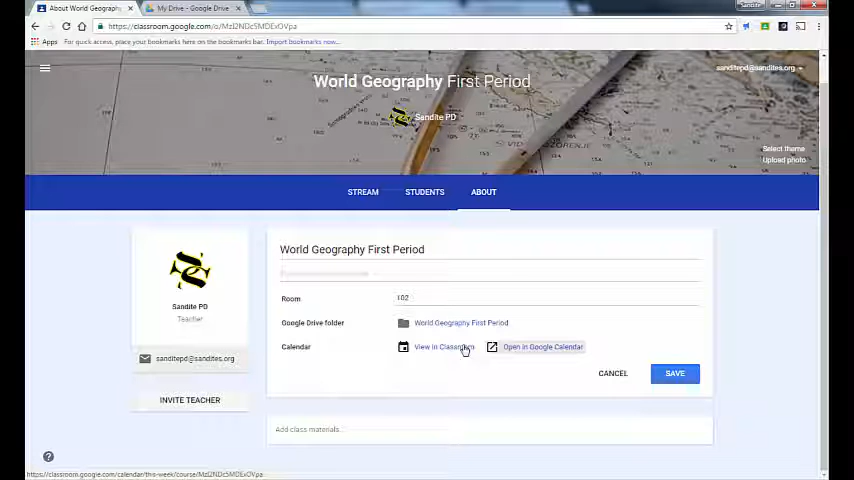 About World Geography
My Drive - Google Drive
Sandite
https://classroom.google.com/o/MzI2NDc5MDExOVpa
Apps
For quick access, place your bookmarks here on the bookmarks bar.
Import bookmarks now...
sanditepd@sandites.org
World Geography First Period
Sandite PD
Select theme
Upload photo
STREAM
STUDENTS
ABOUT
World Geography First Period
Sandite PD
Teacher
Room
102
Google Drive folder
World Geography First Period
Calendar
View in Classroom
Open in Google Calendar
sanditepd@sandites.org
CANCEL
SAVE
INVITE TEACHER
Add class materials...
https://classroom.google.com/calendar/this-week/course/MzI2NDc5MDExOVpa